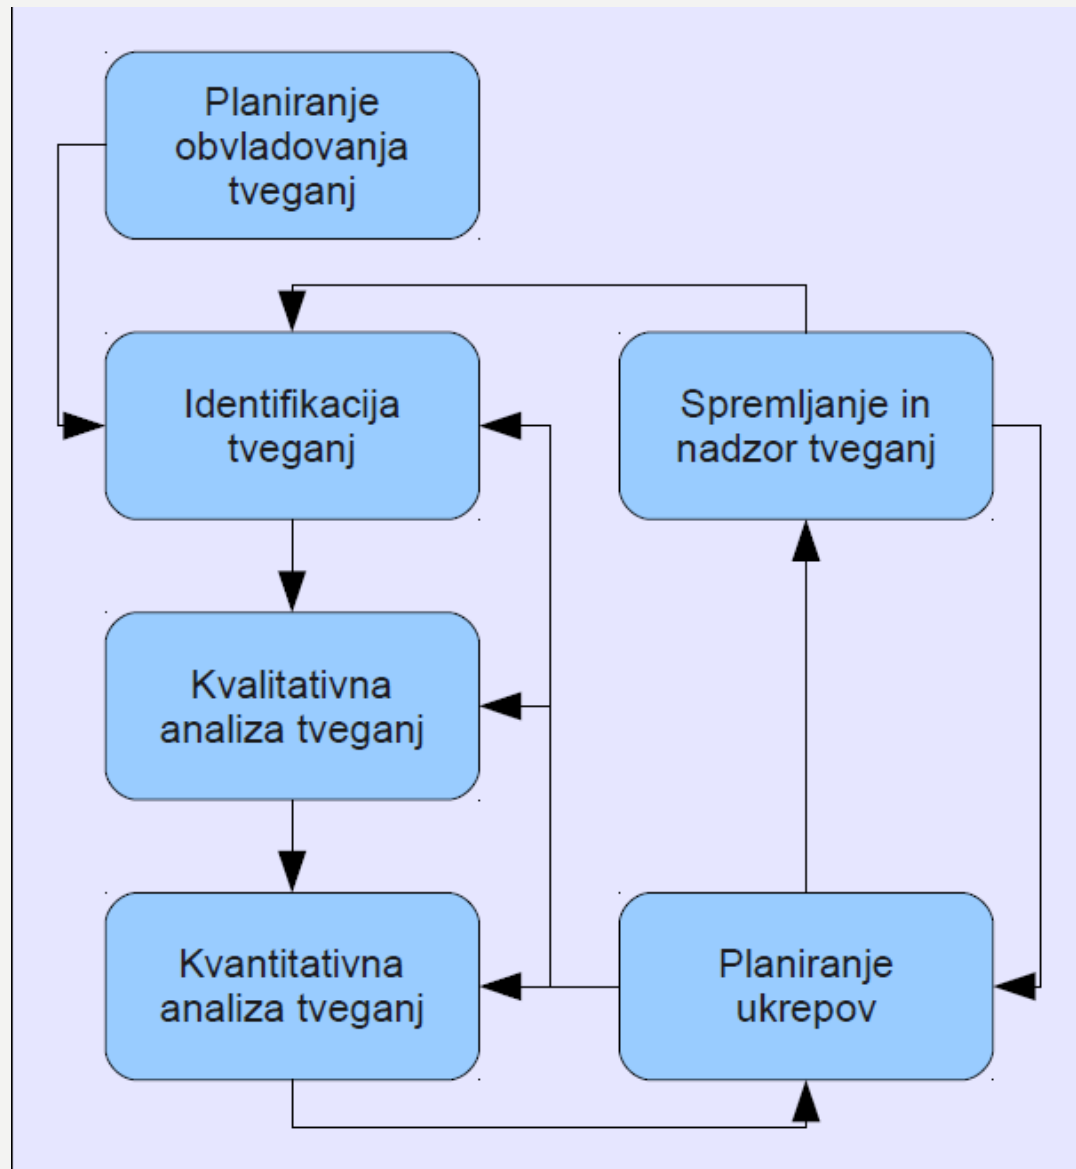 Planiranje
obvladovanja
tveganj
Identifikacija
tveganj
Spremljanje in
nadzor tveganj
Kvalitativna
analiza tveganj
Kvantitativna
analiza tveganj
Planiranje
ukrepov